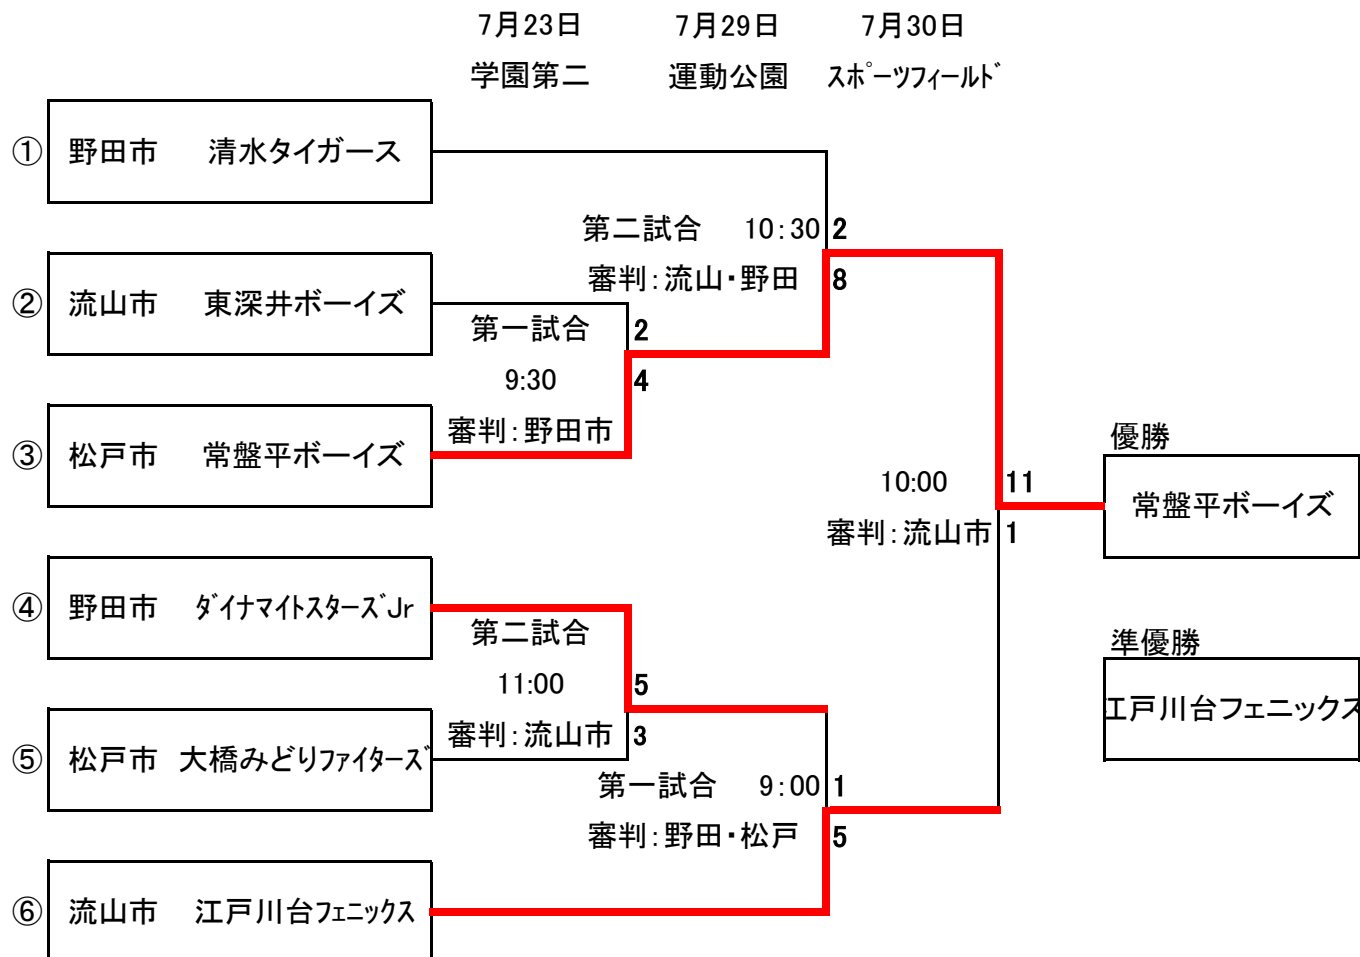 7月23日 7月29日 7月30日
学園第二 運動公園 スポーツフィールド
① 野田市 清水タイガース
第二試合 10:30 2
審判:流山・野田 8
② 流山市 東深井ボーイズ
第一試合 2
9:30 4
審判:野田市
③ 松戸市 常盤平ボーイズ
優勝
10:00 11
常盤平ボーイズ
審判:流山市 1
④ 野田市 ダイナマイトスターズJr
第二試合
準優勝
11:00 5
江戸川台フェニックス
審判:流山市 3
⑤ 松戸市 大橋みどりファイターズ
第一試合 9:00 1
審判:野田・松戸 5
⑥ 流山市 江戸川台フェニックス